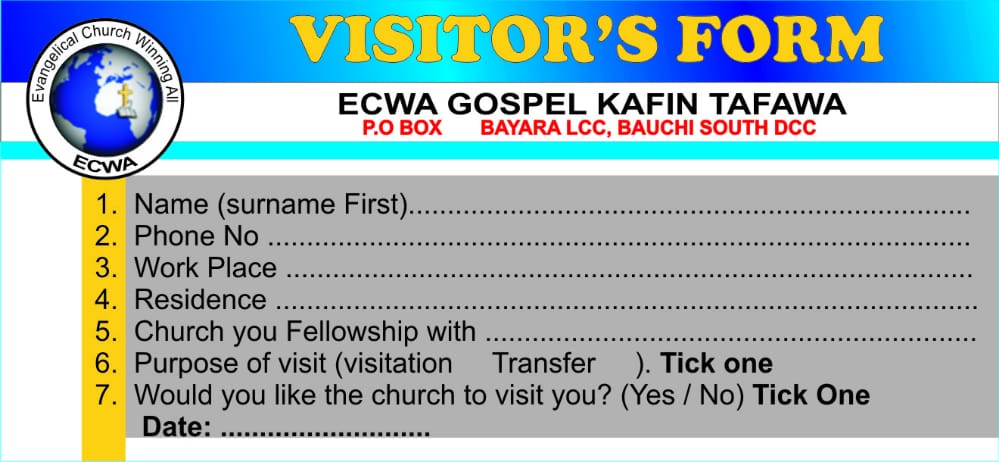 VISITOR'S FORM
Evangelical Church Winning All
ECWA
ECWA GOSPEL KAFIN TAFAWA
P.O BOX BAYARA LCC, BAUCHI SOUTH DCC
1. Name (surname First)......................................................................
2. Phone No ........................................................................................
3. Work Place ......................................................................................
4. Residence ........................................................................................
5. Church you Fellowship with .............................................................
6. Purpose of visit (visitation Transfer ). Tick one
7. Would you like the church to visit you? (Yes / No) Tick One
Date: ...........................